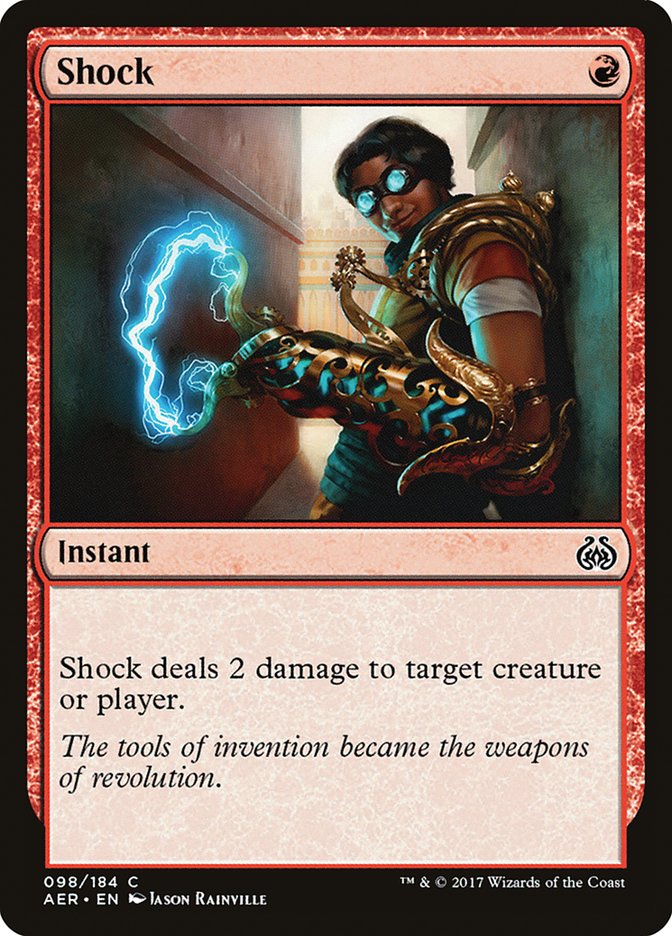 Shock
Instant
Shock deals 2 damage to target creature
or player.
The tools of invention became the weapons
of revolution.
098/184 C
™ & © 2017 Wizards of the Coast
AER • EN Jason Rainville